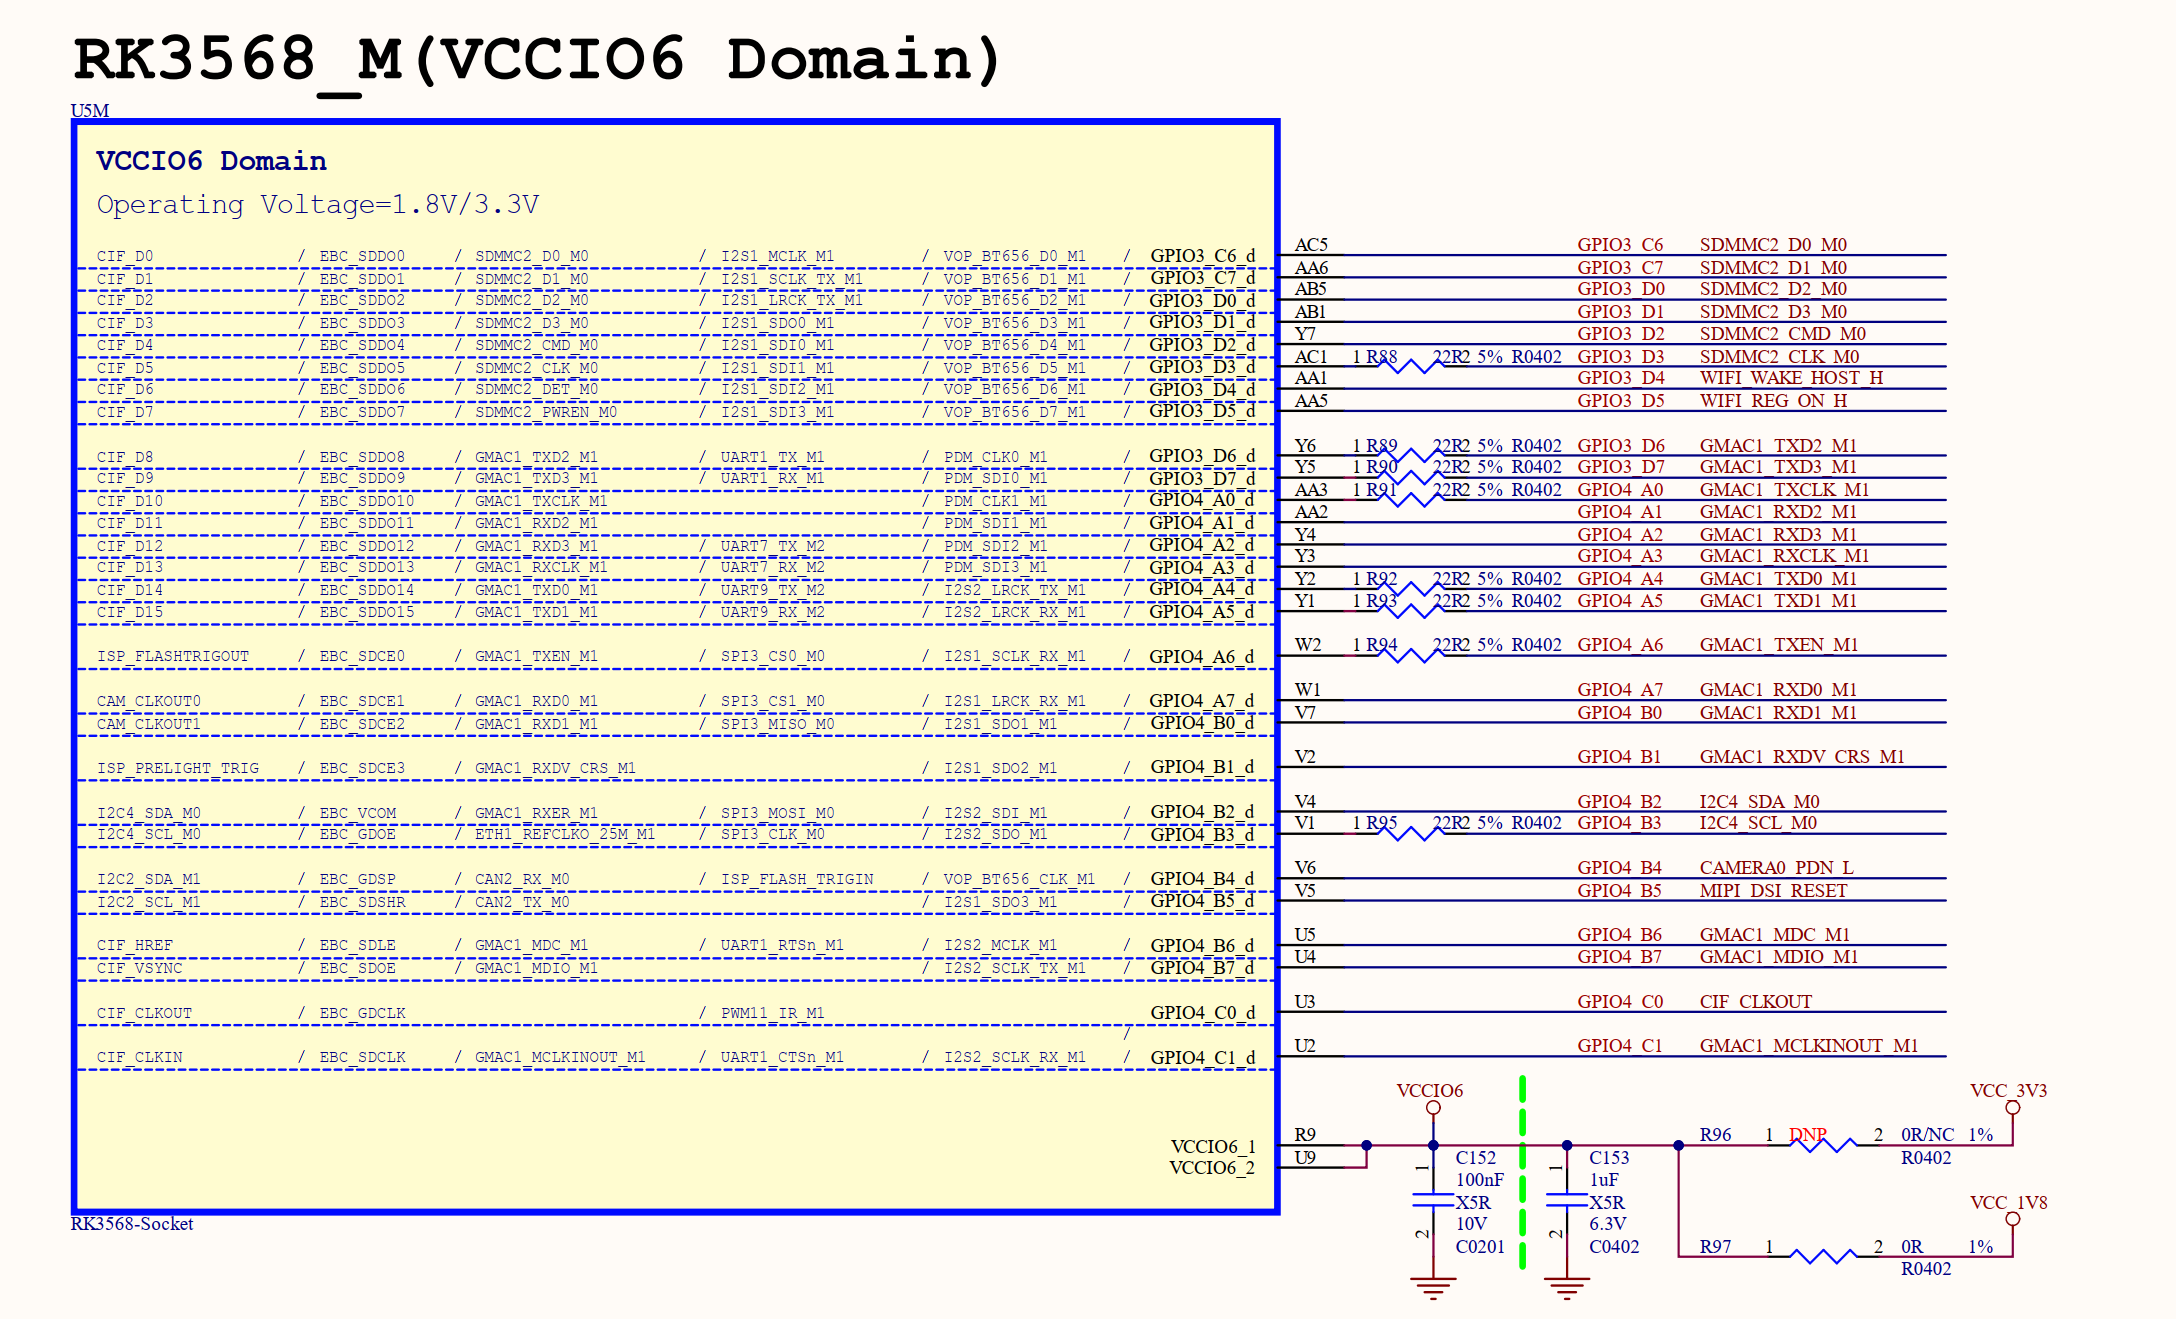 RK3568_M(VCCIO6 Domain)
U5M
VCCIO6 Domain
Operating Voltage=1.8V/3.3V
CIF_D0 / EBC_SDDO0 / SDMMC2_D0_M0 / I2S1_MCLK_M1 / VOP_BT656_D0_M1 / GPIO3_C6_d AC5 GPIO3_C6 SDMMC2_D0_M0
CIF_D1 / EBC_SDDO1 / SDMMC2_D1_M0 / I2S1_SCLK_TX_M1 / VOP_BT656_D1_M1 / GPIO3_C7_d AA6 GPIO3_C7 SDMMC2_D1_M0
CIF_D2 / EBC_SDDO2 / SDMMC2_D2_M0 / I2S1_LRCK_TX_M1 / VOP_BT656_D2_M1 / GPIO3_D0_d AB5 GPIO3_D0 SDMMC2_D2_M0
CIF_D3 / EBC_SDDO3 / SDMMC2_D3_M0 / I2S1_SDO0_M1 / VOP_BT656_D3_M1 / GPIO3_D1_d AB1 GPIO3_D1 SDMMC2_D3_M0
CIF_D4 / EBC_SDDO4 / SDMMC2_CMD_M0 / I2S1_SDI0_M1 / VOP_BT656_D4_M1 / GPIO3_D2_d Y7 GPIO3_D2 SDMMC2_CMD_M0
CIF_D5 / EBC_SDDO5 / SDMMC2_CLK_M0 / I2S1_SDI1_M1 / VOP_BT656_D5_M1 / GPIO3_D3_d AC1 1 R88 22R 2 5% R0402 GPIO3_D3 SDMMC2_CLK_M0
CIF_D6 / EBC_SDDO6 / SDMMC2_DET_M0 / I2S1_SDI2_M1 / VOP_BT656_D6_M1 / GPIO3_D4_d AA1 GPIO3_D4 WIFI_WAKE_HOST_H
CIF_D7 / EBC_SDDO7 / SDMMC2_PWREN_M0 / I2S1_SDI3_M1 / VOP_BT656_D7_M1 / GPIO3_D5_d AA5 GPIO3_D5 WIFI_REG_ON_H
CIF_D8 / EBC_SDDO8 / GMAC1_TXD2_M1 / UART1_TX_M1 / PDM_CLK0_M1 / GPIO3_D6_d Y6 1 R89 22R 2 5% R0402 GPIO3_D6 GMAC1_TXD2_M1
CIF_D9 / EBC_SDDO9 / GMAC1_TXD3_M1 / UART1_RX_M1 / PDM_SDI0_M1 / GPIO3_D7_d Y5 1 R90 22R 2 5% R0402 GPIO3_D7 GMAC1_TXD3_M1
CIF_D10 / EBC_SDDO10 / GMAC1_TXCLK_M1 / PDM_CLK1_M1 / GPIO4_A0_d AA3 1 R91 22R 2 5% R0402 GPIO4_A0 GMAC1_TXCLK_M1
CIF_D11 / EBC_SDDO11 / GMAC1_RXD2_M1 / PDM_SDI1_M1 / GPIO4_A1_d AA2 GPIO4_A1 GMAC1_RXD2_M1
CIF_D12 / EBC_SDDO12 / GMAC1_RXD3_M1 / UART7_TX_M2 / PDM_SDI2_M1 / GPIO4_A2_d Y4 GPIO4_A2 GMAC1_RXD3_M1
CIF_D13 / EBC_SDDO13 / GMAC1_RXCLK_M1 / UART7_RX_M2 / PDM_SDI3_M1 / GPIO4_A3_d Y3 GPIO4_A3 GMAC1_RXCLK_M1
CIF_D14 / EBC_SDDO14 / GMAC1_TXD0_M1 / UART9_TX_M2 / I2S2_LRCK_TX_M1 / GPIO4_A4_d Y2 1 R92 22R 2 5% R0402 GPIO4_A4 GMAC1_TXD0_M1
CIF_D15 / EBC_SDDO15 / GMAC1_TXD1_M1 / UART9_RX_M2 / I2S2_LRCK_RX_M1 / GPIO4_A5_d Y1 1 R93 22R 2 5% R0402 GPIO4_A5 GMAC1_TXD1_M1
ISP_FLASHTRIGOUT / EBC_SDCE0 / GMAC1_TXEN_M1 / SPI3_CS0_M0 / I2S1_SCLK_RX_M1 / GPIO4_A6_d W2 1 R94 22R 2 5% R0402 GPIO4_A6 GMAC1_TXEN_M1
CAM_CLKOUT0 / EBC_SDCE1 / GMAC1_RXD0_M1 / SPI3_CS1_M0 / I2S1_LRCK_RX_M1 / GPIO4_A7_d W1 GPIO4_A7 GMAC1_RXD0_M1
CAM_CLKOUT1 / EBC_SDCE2 / GMAC1_RXD1_M1 / SPI3_MISO_M0 / I2S1_SDO1_M1 / GPIO4_B0_d V7 GPIO4_B0 GMAC1_RXD1_M1
ISP_PRELIGHT_TRIG / EBC_SDCE3 / GMAC1_RXDV_CRS_M1 / I2S1_SDO2_M1 / GPIO4_B1_d V2 GPIO4_B1 GMAC1_RXDV_CRS_M1
I2C4_SDA_M0 / EBC_VCOM / GMAC1_RXER_M1 / SPI3_MOSI_M0 / I2S2_SDI_M1 / GPIO4_B2_d V4 GPIO4_B2 I2C4_SDA_M0
I2C4_SCL_M0 / EBC_GDOE / ETH1_REFCLKO_25M_M1 / SPI3_CLK_M0 / I2S2_SDO_M1 / GPIO4_B3_d V1 1 R95 22R 2 5% R0402 GPIO4_B3 I2C4_SCL_M0
I2C2_SDA_M1 / EBC_GDSP / CAN2_RX_M0 / ISP_FLASH_TRIGIN / VOP_BT656_CLK_M1 / GPIO4_B4_d V6 GPIO4_B4 CAMERA0_PDN_L
I2C2_SCL_M1 / EBC_SDSHR / CAN2_TX_M0 / I2S1_SDO3_M1 / GPIO4_B5_d V5 GPIO4_B5 MIPI_DSI_RESET
CIF_HREF / EBC_SDLE / GMAC1_MDC_M1 / UART1_RTSn_M1 / I2S2_MCLK_M1 / GPIO4_B6_d U5 GPIO4_B6 GMAC1_MDC_M1
CIF_VSYNC / EBC_SDOE / GMAC1_MDIO_M1 / I2S2_SCLK_TX_M1 / GPIO4_B7_d U4 GPIO4_B7 GMAC1_MDIO_M1
CIF_CLKOUT / EBC_GDCLK / PWM11_IR_M1 GPIO4_C0_d U3 GPIO4_C0 CIF_CLKOUT
/
CIF_CLKIN / EBC_SDCLK / GMAC1_MCLKINOUT_M1 / UART1_CTSn_M1 / I2S2_SCLK_RX_M1 / GPIO4_C1_d U2 GPIO4_C1 GMAC1_MCLKINOUT_M1
VCCIO6 VCC_3V3
VCCIO6_1 R9 R96 1 DNP 2 0R/NC 1%
R0402
VCCIO6_2 U9
1 C152
100nF
X5R
10V
2 C0201
1 C153
1uF
X5R
6.3V
2 C0402
VCC_1V8
R97 1 2 0R 1%
R0402
RK3568-Socket